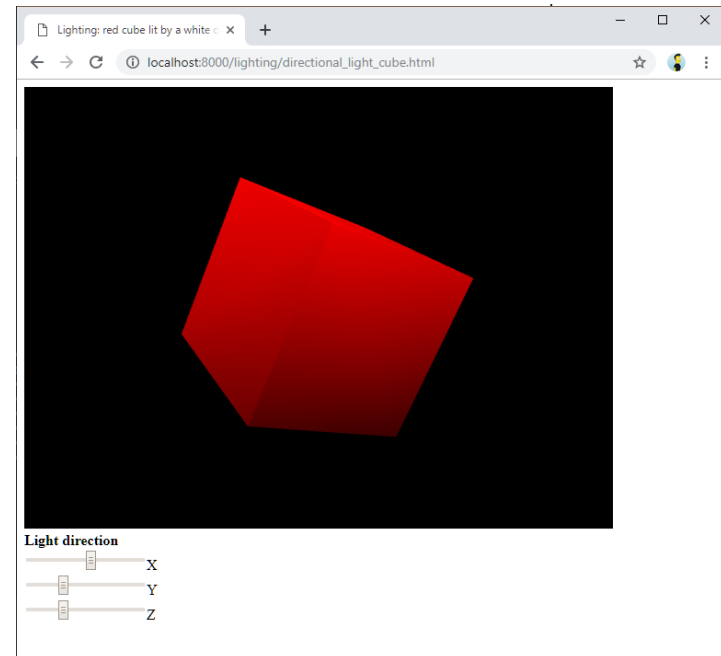 Lighting: red cube lit by a white
localhost:8000/lighting/directional_light_cube.html
Light direction
X
Y
Z